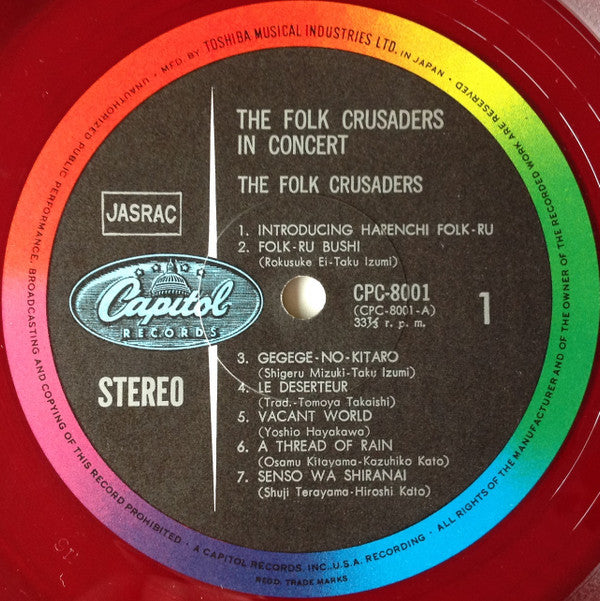 MFD. BY TOSHIBA MUSICAL INDUSTRIES LTD. IN JAPAN • ALL RIGHTS OF THE MANUFACTURER AND OF THE OWNER OF THE RECORDED WORK ARE RESERVED
UNAUTHORIZED PUBLIC PERFORMANCE, BROADCASTING AND COPYING OF THIS RECORD PROHIBITED •
THE FOLK CRUSADERS
IN CONCERT
THE FOLK CRUSADERS
JASRAC
1. INTRODUCING HARENCHI FOLK-RU
2. FOLK-RU BUSHI
(Rokusuke Ei-Taku Izumi)
Capitol
RECORDS
CPC-8001
(CPC-8001-A)
33⅓ r. p. m.
1
STEREO
3. GEGEGE-NO-KITARO
(Shigeru Mizuki-Taku Izumi)
4. LE DESERTEUR
(Trad.-Tomoya Takaishi)
5. VACANT WORLD
(Yoshio Hayakawa)
6. A THREAD OF RAIN
(Osamu Kitayama-Kazuhiko Kato)
7. SENSO WA SHIRANAI
(Shuji Terayama-Hiroshi Kato)
A CAPITOL RECORDS, INC., U.S.A. RECORDING •
REGD. TRADE MARKS